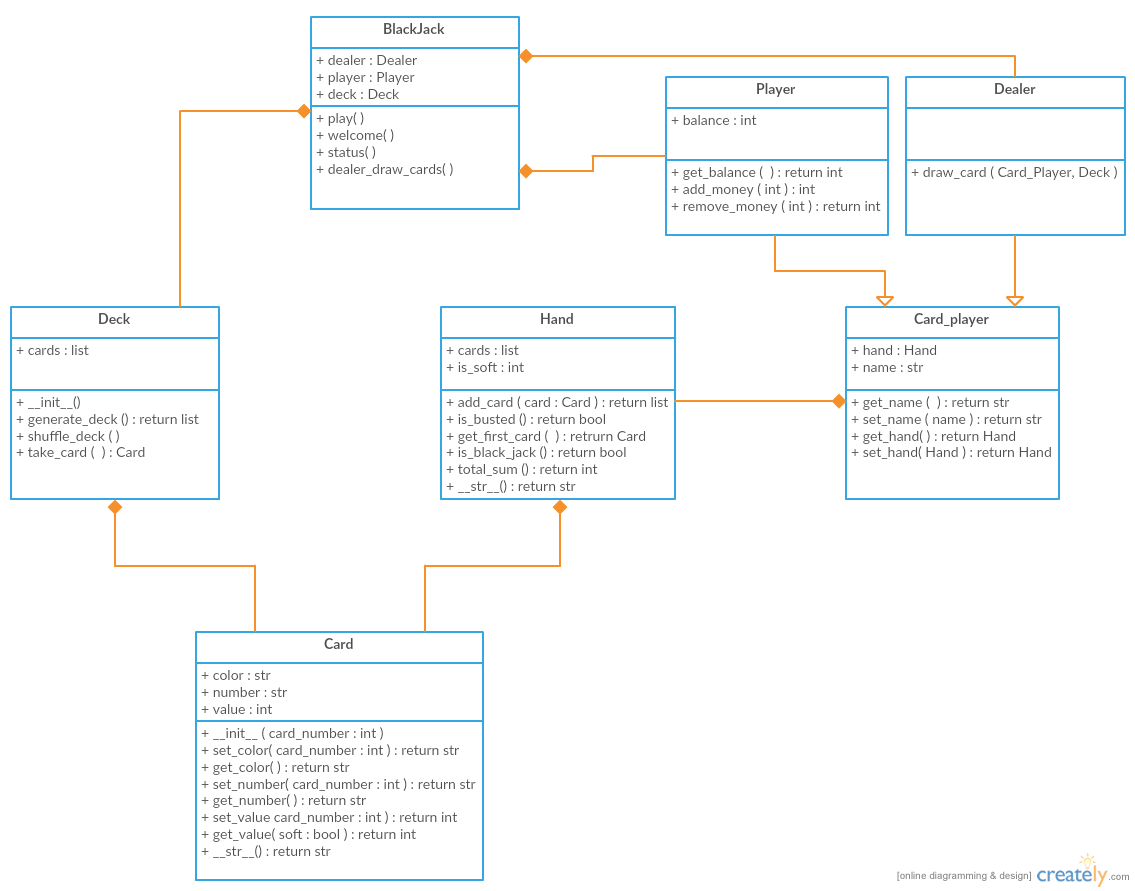 BlackJack
+ dealer : Dealer
+ player : Player
+ deck : Deck
+ play( )
+ welcome( )
+ status( )
+ dealer_draw_cards( )
Player
+ balance : int
+ get_balance (  ) : return int
+ add_money ( int ) : int
+ remove_money ( int ) : return int
Dealer
+ draw_card ( Card_Player, Deck )
Deck
+ cards : list
+ __init__()
+ generate_deck () : return list
+ shuffle_deck ( )
+ take_card (  ) : Card
Hand
+ cards : list
+ is_soft : int
+ add_card ( card : Card ) : return list
+ is_busted () : return bool
+ get_first_card (  ) : retrurn Card
+ is_black_jack () : return bool
+ total_sum () : return int
+ __str__() : return str
Card_player
+ hand : Hand
+ name : str
+ get_name (  ) : return str
+ set_name ( name ) : return str
+ get_hand( ) : return Hand
+ set_hand( Hand ) : return Hand
Card
+ color : str
+ number : str
+ value : int
+ __init__ ( card_number : int )
+ set_color( card_number : int ) : return str
+ get_color( ) : return str
+ set_number( card_number : int ) : return str
+ get_number( ) : return str
+ set_value card_number : int ) : return int
+ get_value( soft : bool ) : return int
+ __str__() : return str
[online diagramming & design] creately.com